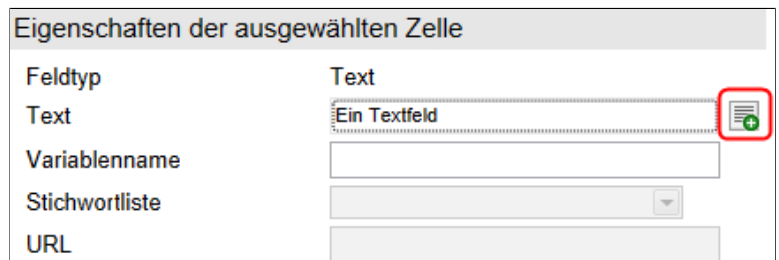 Eigenschaften der ausgewählten Zelle
Feldtyp Text
Text Ein Textfeld
Variablenname
Stichwortliste
URL